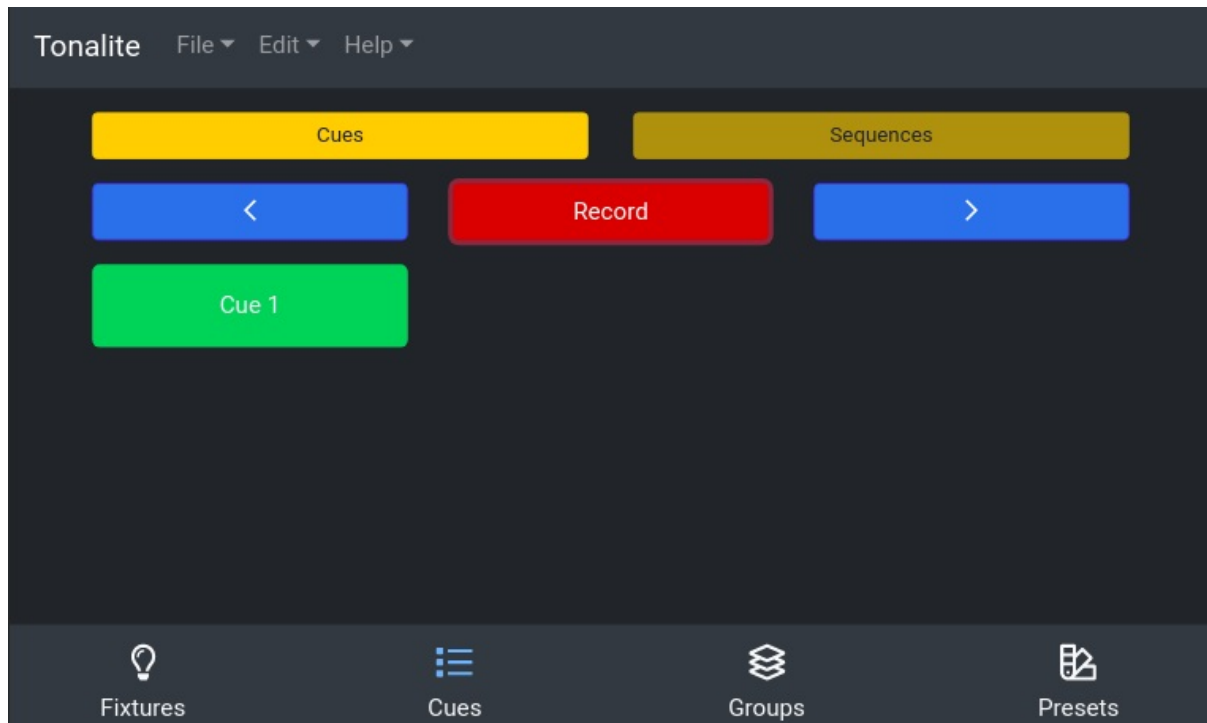 Tonalite File Edit Help
Cues Sequences
< Record >
Cue 1
Fixtures Cues Groups Presets